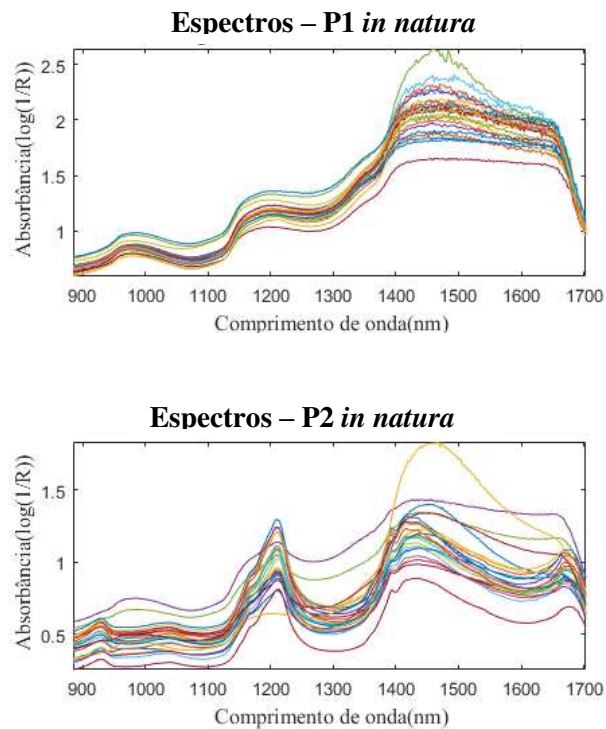 Espectros – P1 in natura
2.5
2
1.5
1
Absorbância(log(1/R))
900 1000 1100 1200 1300 1400 1500 1600 1700
Comprimento de onda(nm)
Espectros – P2 in natura
1.5
1
0.5
Absorbância(log(1/R))
900 1000 1100 1200 1300 1400 1500 1600 1700
Comprimento de onda(nm)